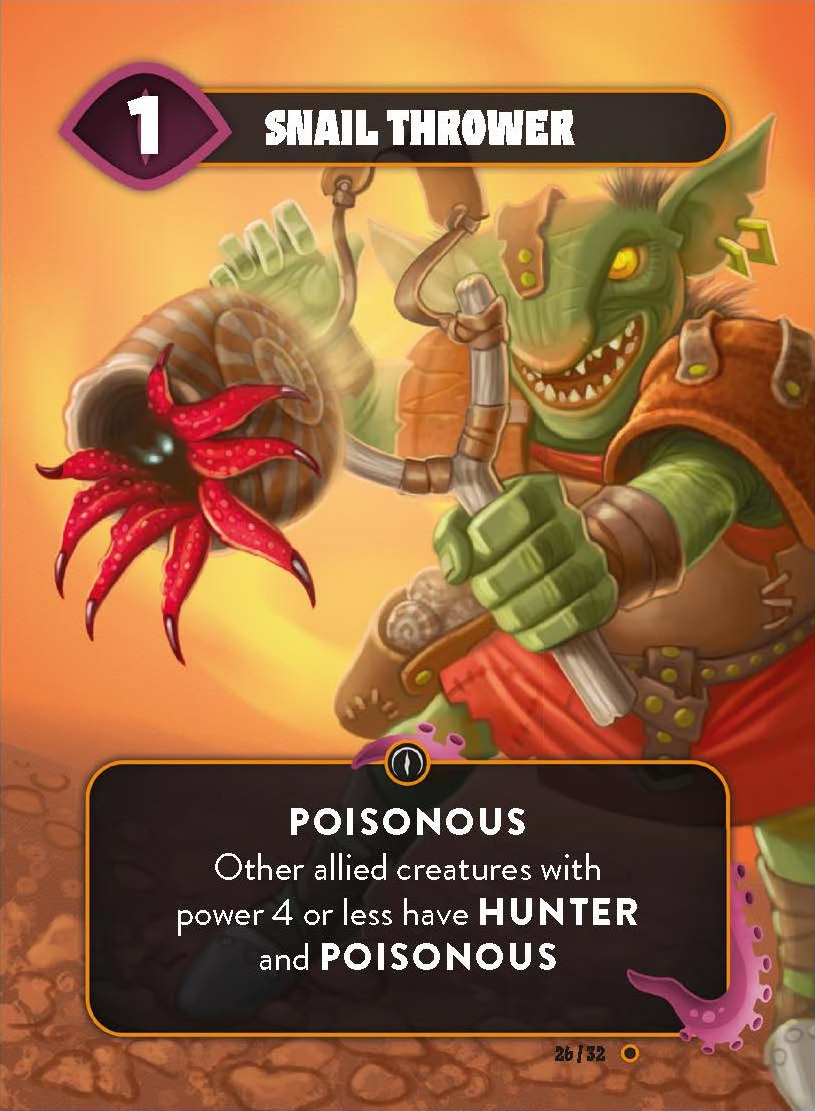 1
SNAIL THROWER
POISONOUS
Other allied creatures with
power 4 or less have HUNTER
and POISONOUS
26/32